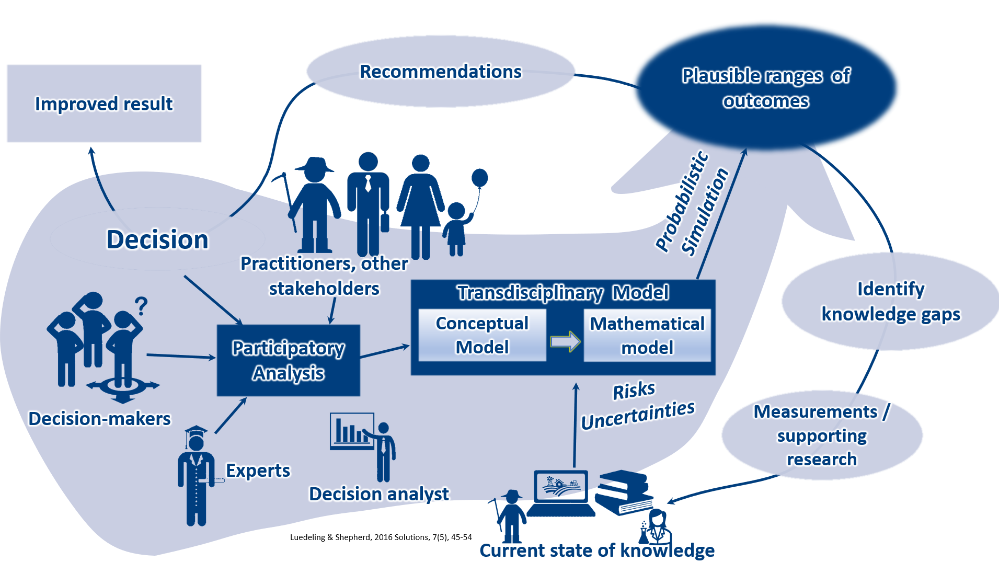 Recommendations
Plausible ranges of
outcomes
Improved result
Probabilistic
Simulation
Decision
Practitioners, other
stakeholders
?
Transdisciplinary Model
Conceptual
Model
Mathematical
model
Identify
knowledge gaps
Participatory
Analysis
Risks
Uncertainties
Decision-makers
Measurements /
supporting
research
Experts
Decision analyst
Luedeling & Shepherd, 2016 Solutions, 7(5), 45-54
Current state of knowledge